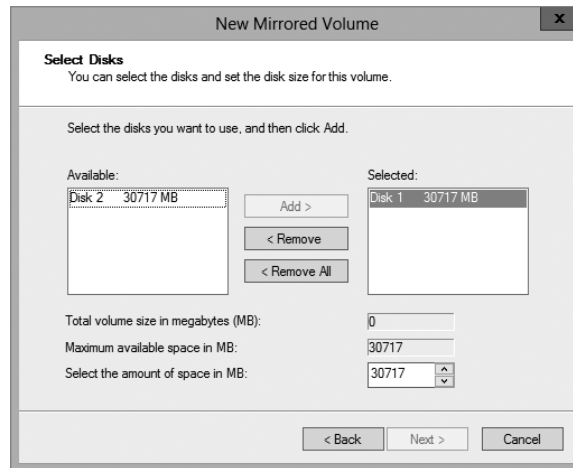 New Mirrored Volume
x
Select Disks
You can select the disks and set the disk size for this volume.
Select the disks you want to use, and then click Add.
Available:
Selected:
Disk 2 30717 MB
Disk 1 30717 MB
Add >
< Remove
< Remove All
Total volume size in megabytes (MB): 0
Maximum available space in MB: 30717
Select the amount of space in MB: 30717
< Back Next > Cancel